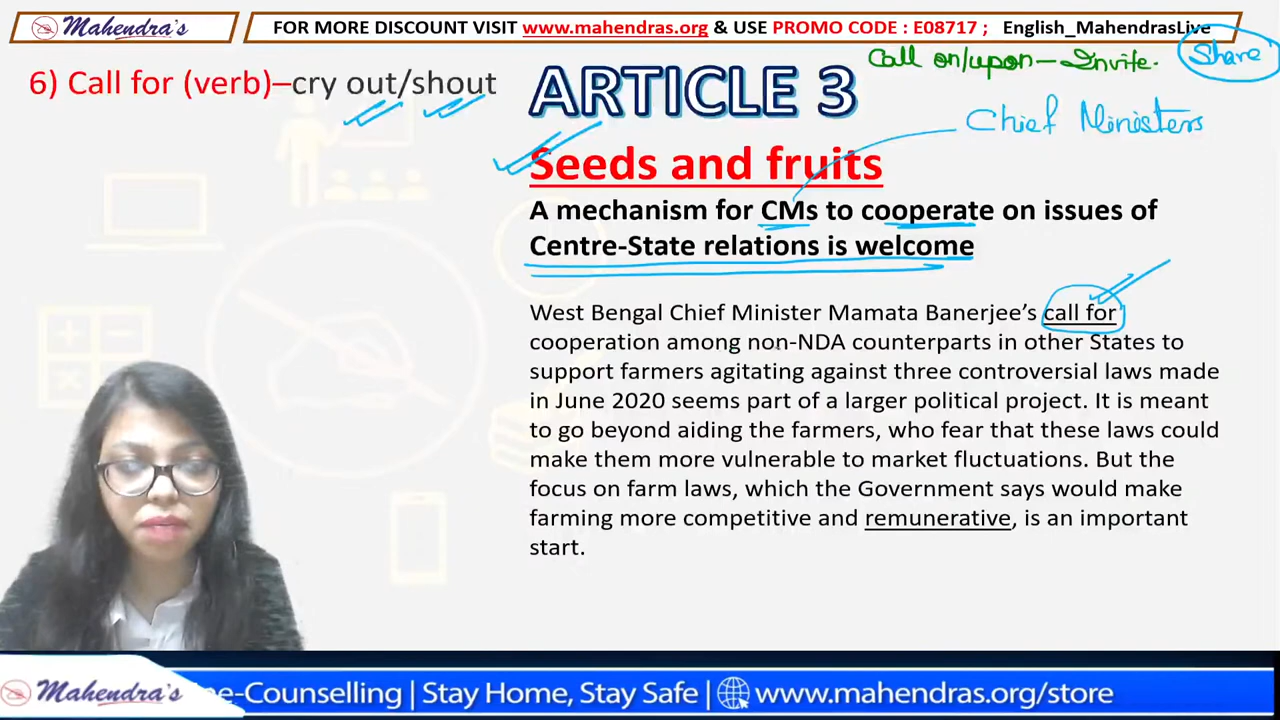 Mahendra's
FOR MORE DISCOUNT VISIT www.mahendras.org & USE PROMO CODE : E08717 ; English_MahendrasLive
Call on/upon – Invite.
Share
6) Call for (verb)–cry out/shout
ARTICLE 3
Chief Ministers
Seeds and fruits
A mechanism for CMs to cooperate on issues of
Centre-State relations is welcome
West Bengal Chief Minister Mamata Banerjee’s call for
cooperation among non-NDA counterparts in other States to
support farmers agitating against three controversial laws made
in June 2020 seems part of a larger political project. It is meant
to go beyond aiding the farmers, who fear that these laws could
make them more vulnerable to market fluctuations. But the
focus on farm laws, which the Government says would make
farming more competitive and remunerative, is an important
start.
Mahendra's
ne-Counselling | Stay Home, Stay Safe | www.mahendras.org/store